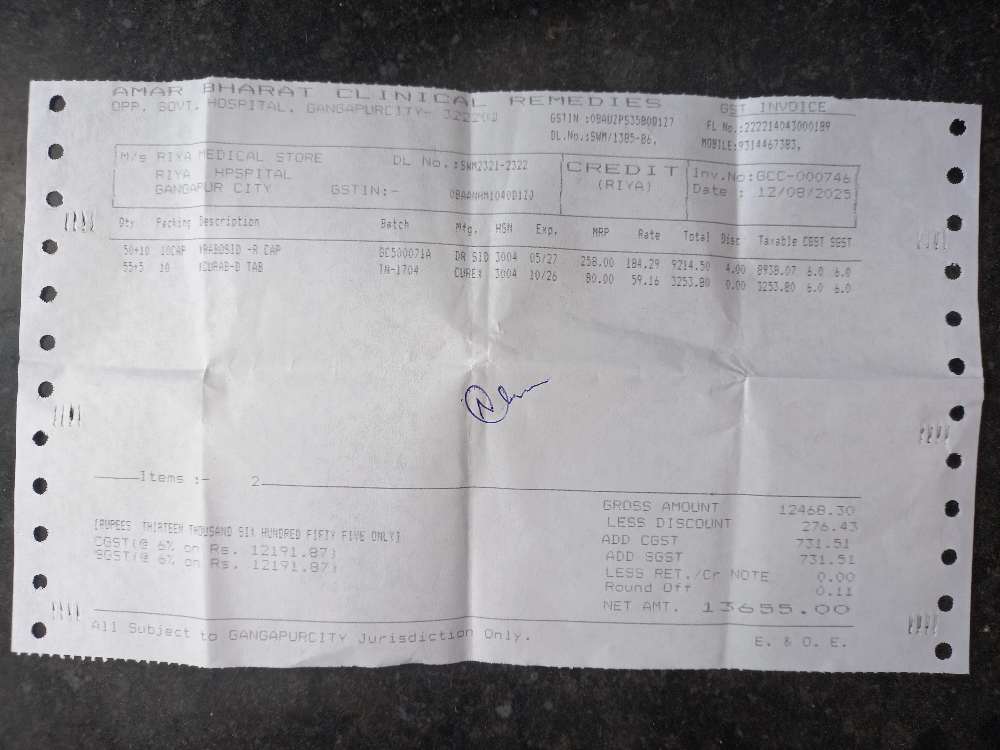 AMAR BHARAT CLINICAL REMEDIES
OPP. GOVT. HOSPITAL, GANGAPURCITY-
GST INVOICE
GSTIN :08AUZPS3580D1Z7
FL No.:222214043000189
DL.No.:SWM/1385-86,
MOBILE:9314467383,
M/s RIYA MEDICAL STORE
RIYA HPSPITAL
GANGAPUR CITY
DL No.:SWM2321-2322
GSTIN:-
CREDIT
(RIYA)
Inv.No:GCC-000746
Date : 12/08/2025
Qty Packing Description Batch Mfg. HSN Exp. MRP Rate Total Disc Taxable CGST SGST
50+10 10CAP *RABOSID -R CAP GC500071A DR SID 3004 05/27 258.00 184.29 9214.50 4.00 8938.07 6.0 6.0
55+5 10 *CURAB-D TAB TN-1704 3004 10/26 80.00 59.16 3253.80 0.00 3253.80 6.0 6.0
Items :- 2
GROSS AMOUNT 12468.30
LESS DISCOUNT 276.43
ADD CGST 731.51
ADD SGST 731.51
LESS RET./Cr NOTE 0.00
Round Off 0.11
NET AMT. 13655.00
[RUPEES THIRTEEN THOUSAND SIX HUNDRED FIFTY FIVE ONLY]
CGST(@ 6% on Rs. 12191.87)
SGST(@ 6% on Rs. 12191.87)
All Subject to GANGAPURCITY Jurisdiction Only.
E. & O. E.